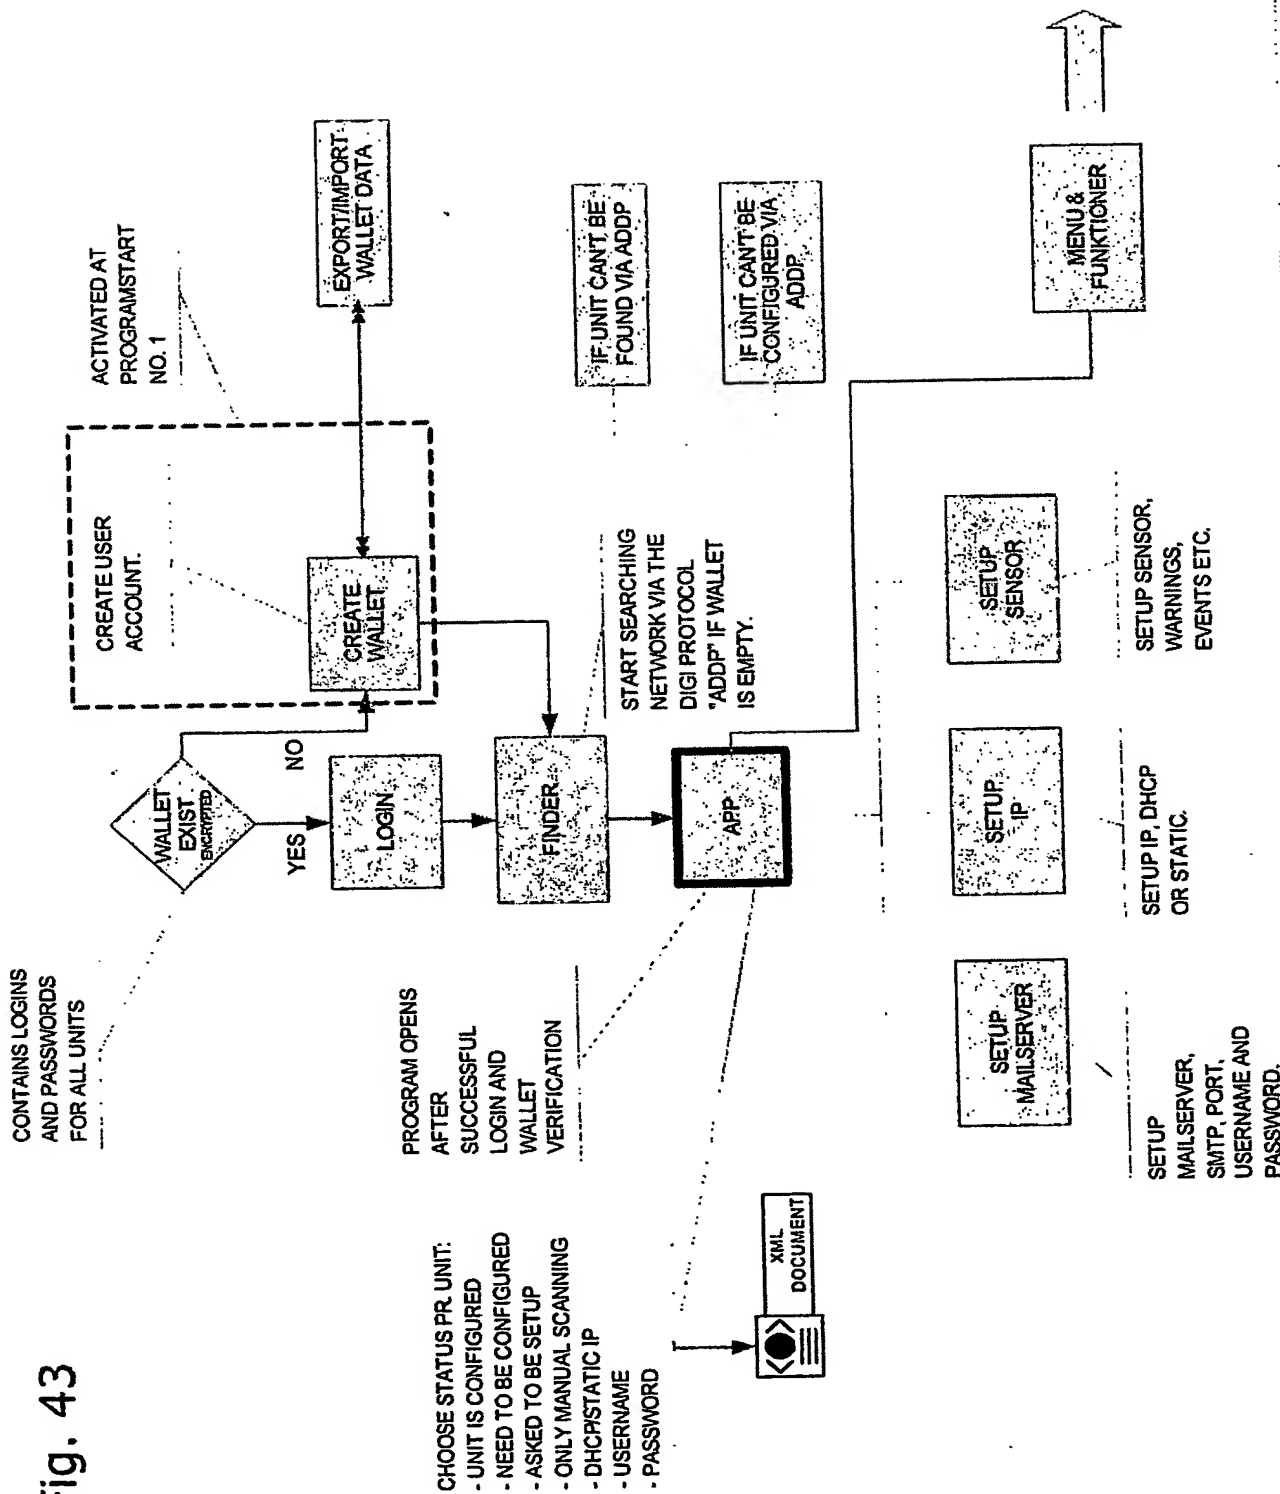 Fig. 43
CONTAINS LOGINS
AND PASSWORDS
FOR ALL UNITS
WALLET
EXIST
ENCRYPTED
YES
NO
CREATE USER
ACCOUNT.
ACTIVATED AT
PROGRAMSTART
NO. 1
CREATE
WALLET
EXPORT/IMPORT
WALLET DATA
LOGIN
FINDER
START SEARCHING
NETWORK VIA THE
DIGI PROTOCOL
"ADDP" IF WALLET
IS EMPTY.
IF UNIT CAN'T BE
FOUND VIA ADDP
IF UNIT CAN'T BE
CONFIGURED VIA
ADDP
PROGRAM OPENS
AFTER
SUCCESSFUL
LOGIN AND
WALLET
VERIFICATION
APP
CHOOSE STATUS PR. UNIT:
- UNIT IS CONFIGURED
- NEED TO BE CONFIGURED
- ASKED TO BE SETUP
- ONLY MANUAL SCANNING
- DHCP/STATIC IP
- USERNAME
- PASSWORD
XML
DOCUMENT
SETUP
MAILSERVER
SETUP
IP
SETUP
SENSOR
MENU &
FUNKTIONER
SETUP
MAILSERVER,
SMTP, PORT,
USERNAME AND
PASSWORD.
SETUP IP, DHCP
OR STATIC.
SETUP SENSOR,
WARNINGS,
EVENTS ETC.